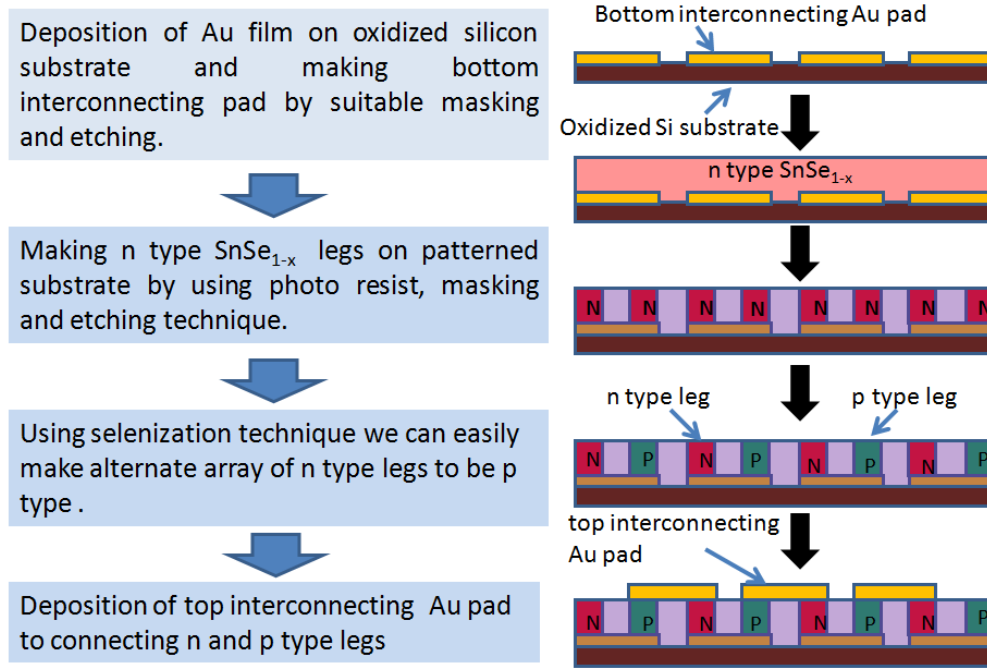 Deposition of Au film on oxidized silicon
substrate and making bottom
interconnecting pad by suitable masking
and etching.
Making n type SnSe1-x legs on patterned
substrate by using photo resist, masking
and etching technique.
Using selenization technique we can easily
make alternate array of n type legs to be p
type .
Deposition of top interconnecting Au pad
to connecting n and p type legs
Bottom interconnecting Au pad
Oxidized Si substrate
n type SnSe1-x
N N N N N N N N
n type leg p type leg
N P N P N P N P
top interconnecting
Au pad
N P N P N P N P